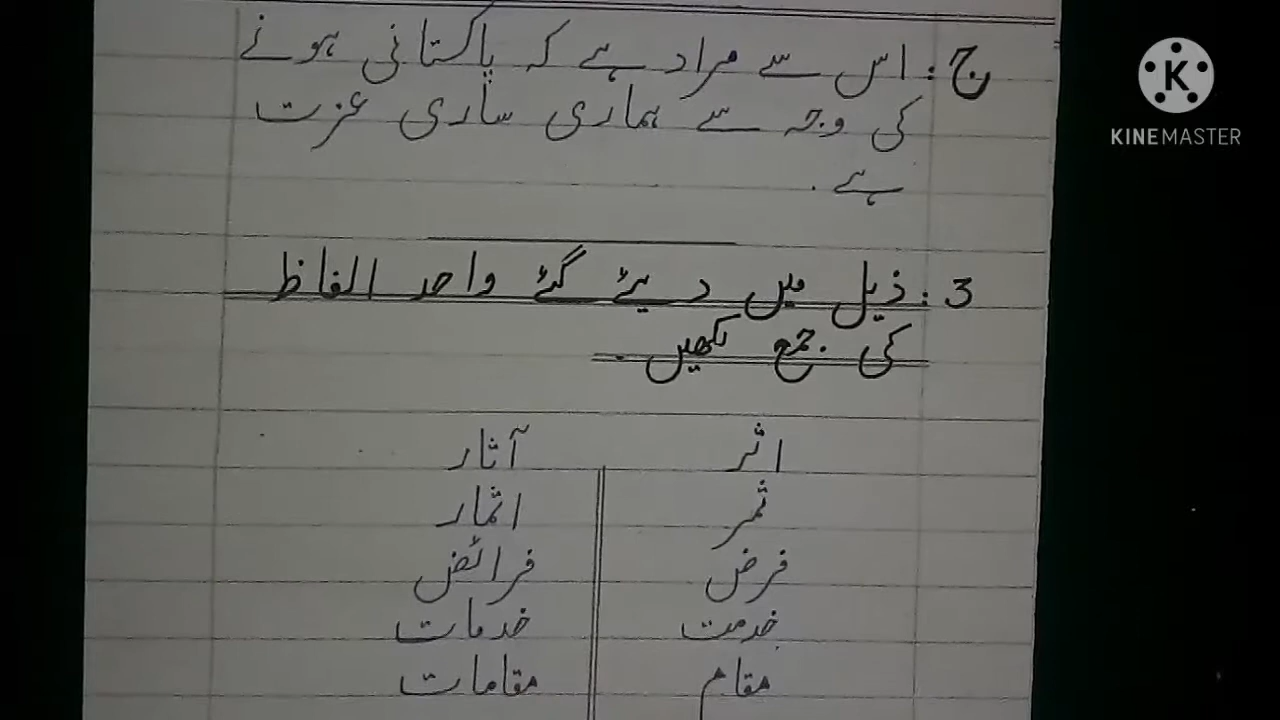 ج: اس سے مراد ہے کہ پاکستانی ہونے
کی وجہ سے ہماری ساری عزت
ہے.
3: ذیل میں دیئے گئے واحد الفاظ
کی جمع لکھیں.
اثر آثار
ثمر اثمار
فرض فرائض
خدمت خدمات
مقام مقامات
KINEMASTER